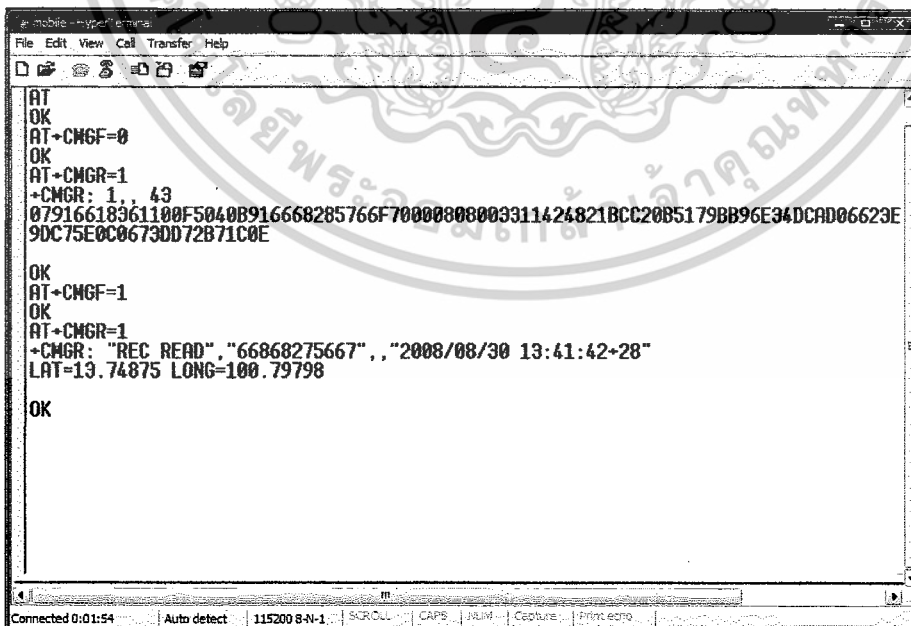 mobile - HyperTerminal
File Edit View Call Transfer Help
AT
OK
AT+CMGF=0
OK
AT+CMGR=1
+CMGR: 1,, 43
07916618361100F5040B916668285766F70000808003311424821BCC20B5179BB96E34DCAD06623E
9DC75E0C0673DD72B71C0E
OK
AT+CMGF=1
OK
AT+CMGR=1
+CMGR: "REC READ","66868275667",,"2008/08/30 13:41:42+28"
LAT=13.74875 LONG=100.79798
OK
Connected 0:01:54 Auto detect 115200 8-N-1 SCROLL CAPS NUM Capture Print echo